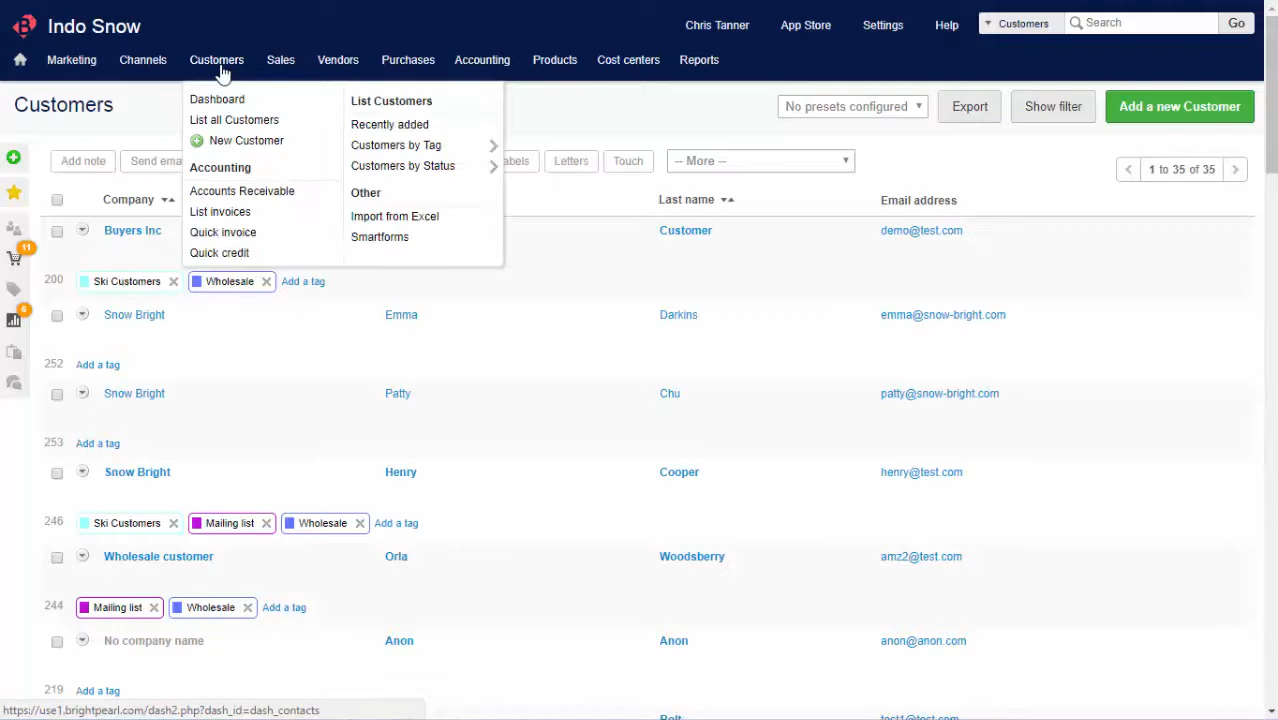 Indo Snow
Chris Tanner App Store Settings Help Customers Search Go
Marketing Channels Customers Sales Vendors Purchases Accounting Products Cost centers Reports
Customers No presets configured Export Show filter Add a new Customer
Dashboard
List all Customers
New Customer
Accounting
Accounts Receivable
List invoices
Quick invoice
Quick credit
List Customers
Recently added
Customers by Tag
Customers by Status
Other
Import from Excel
Smartforms
Add note Send Letters Touch -- More -- 1 to 35 of 35
Company Last name Email address
Buyers Inc Customer demo@test.com
200 Ski Customers Wholesale Add a tag
Snow Bright Emma Darkins emma@snow-bright.com
252 Add a tag
Snow Bright Patty Chu patty@snow-bright.com
253 Add a tag
Snow Bright Henry Cooper henry@test.com
246 Ski Customers Mailing list Wholesale Add a tag
Wholesale customer Orla Woodsberry amz2@test.com
244 Mailing list Wholesale Add a tag
No company name Anon Anon anon@anon.com
219 Add a tag
11
6
https://use1.brightpearl.com/dash2.php?dash_id=dash_contacts